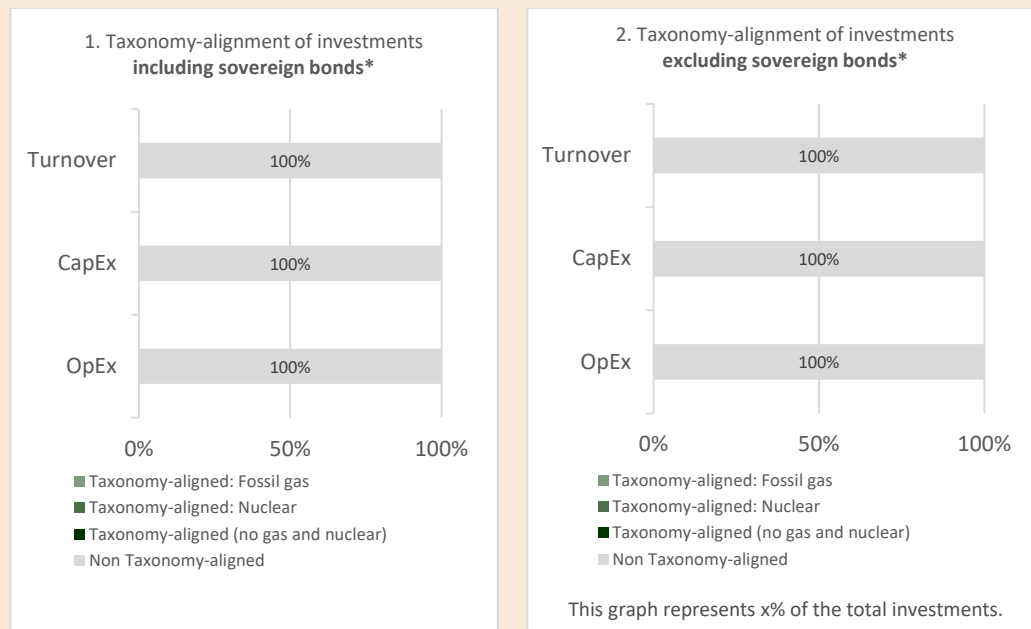 1. Taxonomy-alignment of investments
including sovereign bonds*
Turnover
100%
CapEx
100%
OpEx
100%
0%
50%
100%
Taxonomy-aligned: Fossil gas
Taxonomy-aligned: Nuclear
Taxonomy-aligned (no gas and nuclear)
Non Taxonomy-aligned
2. Taxonomy-alignment of investments
excluding sovereign bonds*
Turnover
100%
CapEx
100%
OpEx
100%
0%
50%
100%
Taxonomy-aligned: Fossil gas
Taxonomy-aligned: Nuclear
Taxonomy-aligned (no gas and nuclear)
Non Taxonomy-aligned
This graph represents x% of the total investments.